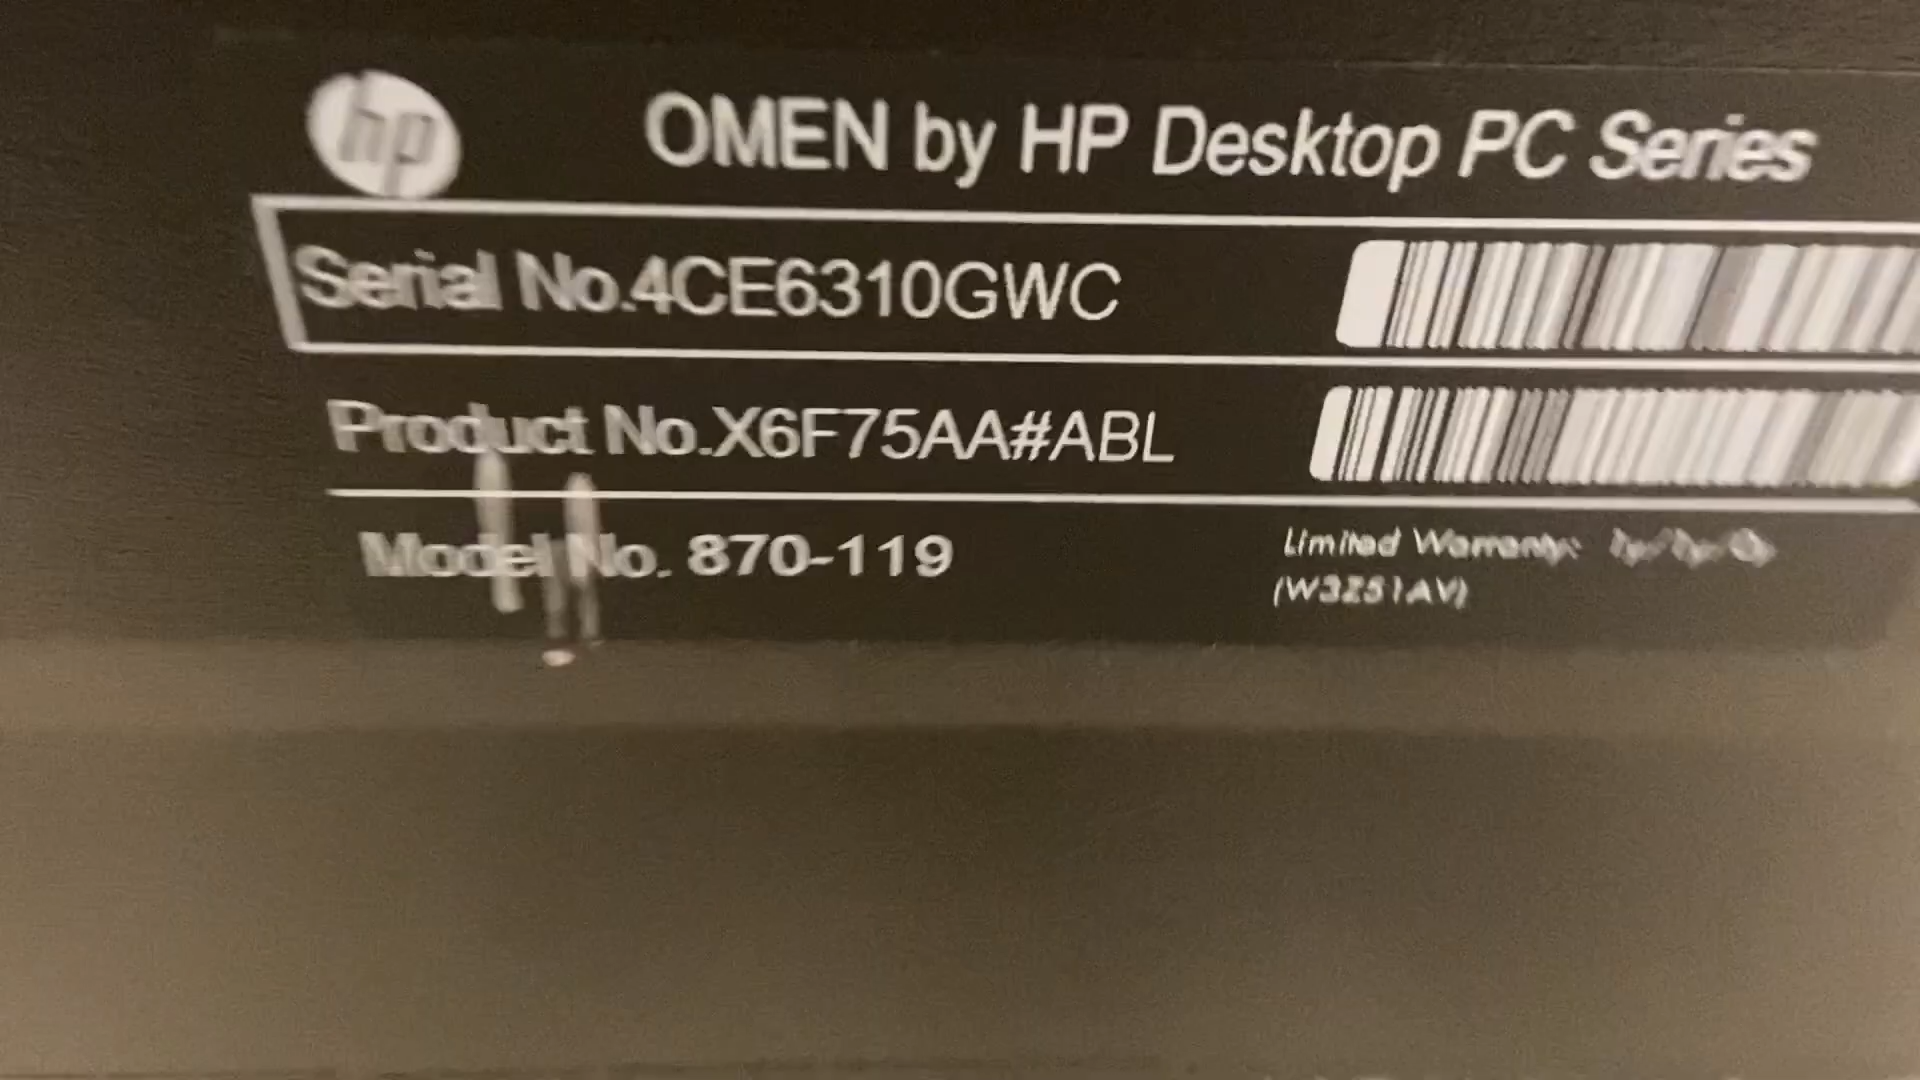 hp
OMEN by HP Desktop PC Series
Serial No.4CE6310GWC
Product No.X6F75AA#ABL
Model No. 870-119
Limited Warranty:
(W3Z51AV)